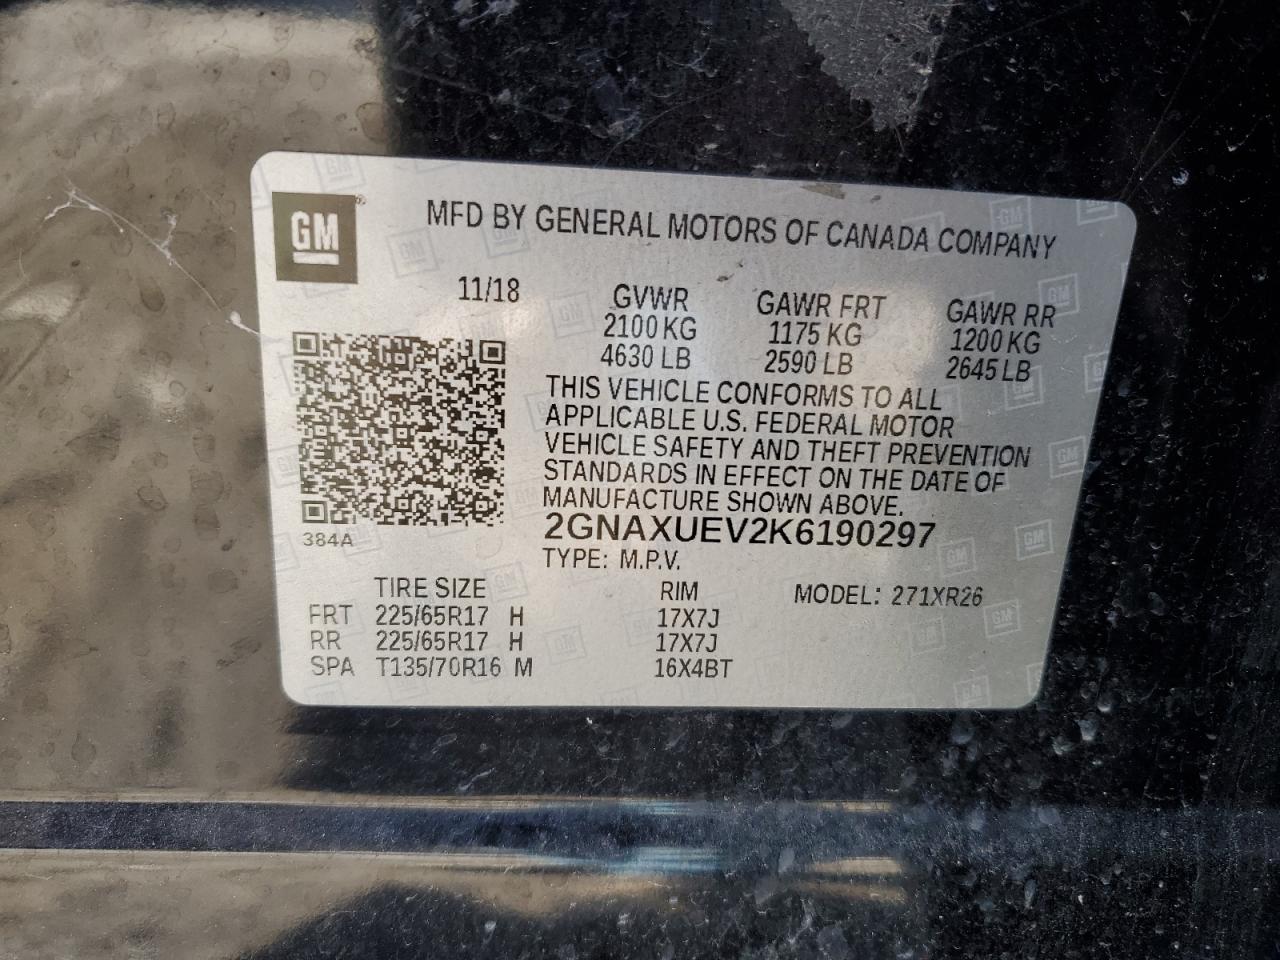 GM®
MFD BY GENERAL MOTORS OF CANADA COMPANY
11/18 GVWR GAWR FRT GAWR RR
2100 KG 1175 KG 1200 KG
4630 LB 2590 LB 2645 LB
THIS VEHICLE CONFORMS TO ALL
APPLICABLE U.S. FEDERAL MOTOR
VEHICLE SAFETY AND THEFT PREVENTION
STANDARDS IN EFFECT ON THE DATE OF
MANUFACTURE SHOWN ABOVE.
384A 2GNAXUEV2K6190297
TYPE: M.P.V.
TIRE SIZE RIM MODEL: 271XR26
FRT 225/65R17 H 17X7J
RR 225/65R17 H 17X7J
SPA T135/70R16 M 16X4BT